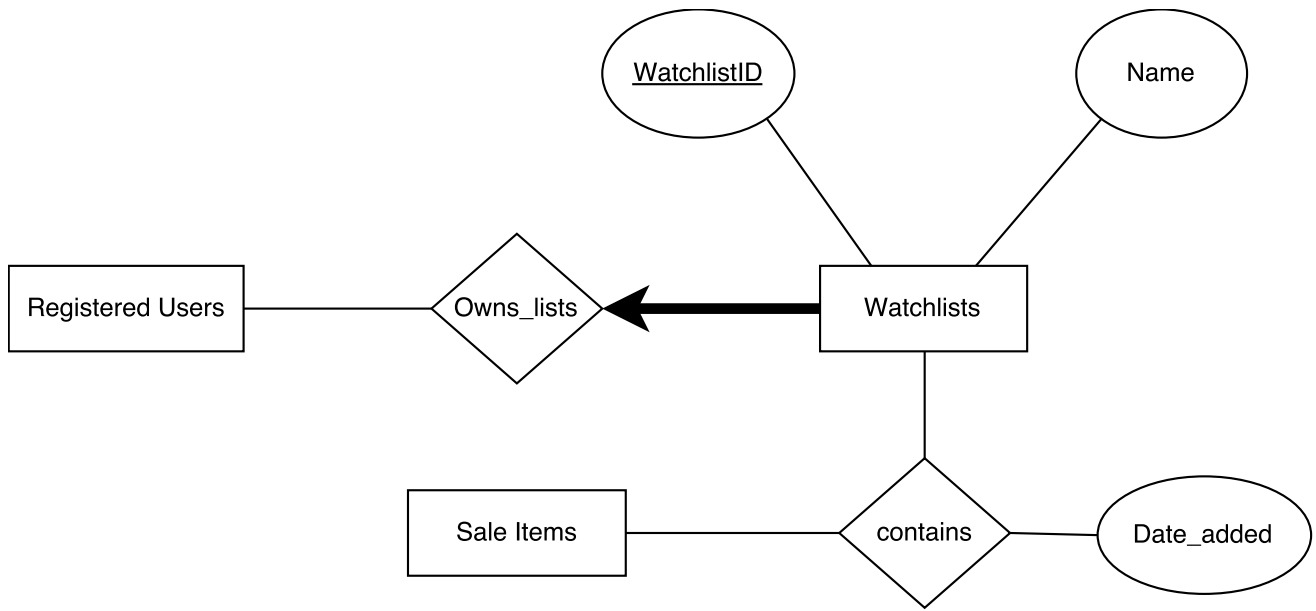 WatchlistID
Name
Registered Users
Owns_lists
Watchlists
Sale Items
contains
Date_added